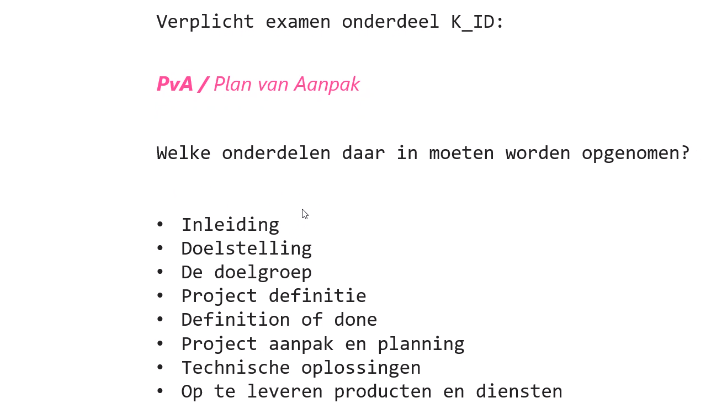 Verplicht examen onderdeel K_ID:
PvA / Plan van Aanpak
Welke onderdelen daar in moeten worden opgenomen?
• Inleiding
• Doelstelling
• De doelgroep
• Project definitie
• Definition of done
• Project aanpak en planning
• Technische oplossingen
• Op te leveren producten en diensten